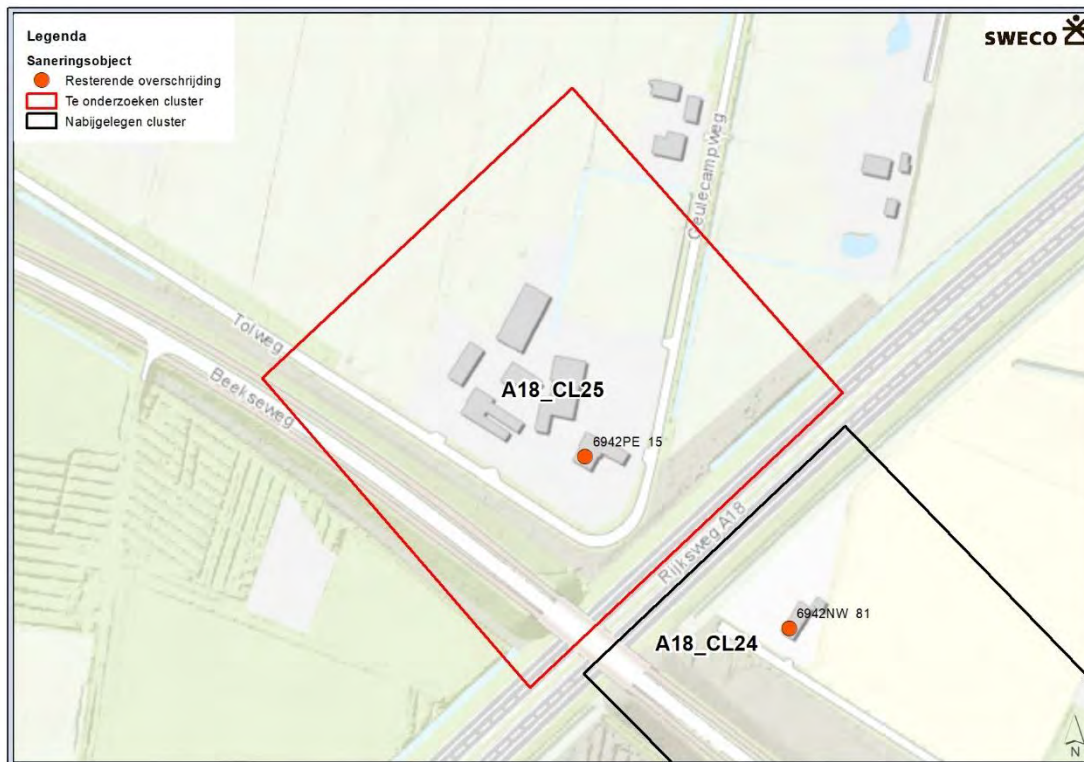 Legenda
Saneringsobject
Resterende overschrijding
Te onderzoeken cluster
Nabijgelegen cluster
SWECO
Ceulecampweg
Tolweg
Beekseweg
A18_CL25
6942PE 15
Rijksweg A18
6942NW 81
A18_CL24
N